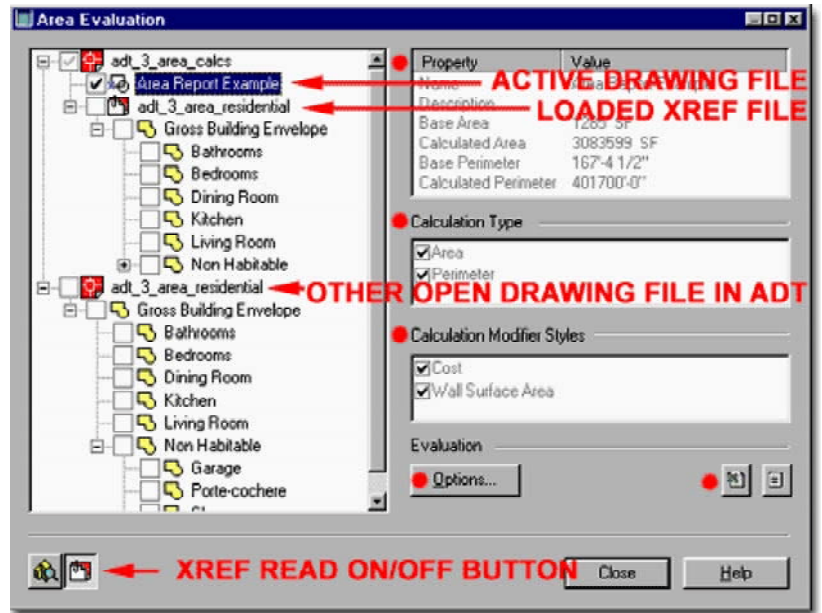 Area Evaluation
adt_3_area_calcs
Area Report Example
adt_3_area_residential
Gross Building Envelope
Bathrooms
Bedrooms
Dining Room
Kitchen
Living Room
Non Habitable
adt_3_area_residential
Gross Building Envelope
Bathrooms
Bedrooms
Dining Room
Kitchen
Living Room
Non Habitable
Garage
Porte-cochere
Property Value
Name
ACTIVE DRAWING FILE
Description
LOADED XREF FILE
Base Area 1285 SF
Calculated Area 3083599 SF
Base Perimeter 167'-4 1/2"
Calculated Perimeter 401700'-0"
Calculation Type
Area
Perimeter
OTHER OPEN DRAWING FILE IN ADT
Calculation Modifier Styles
Cost
Wall Surface Area
Evaluation
Options...
XREF READ ON/OFF BUTTON
Close
Help